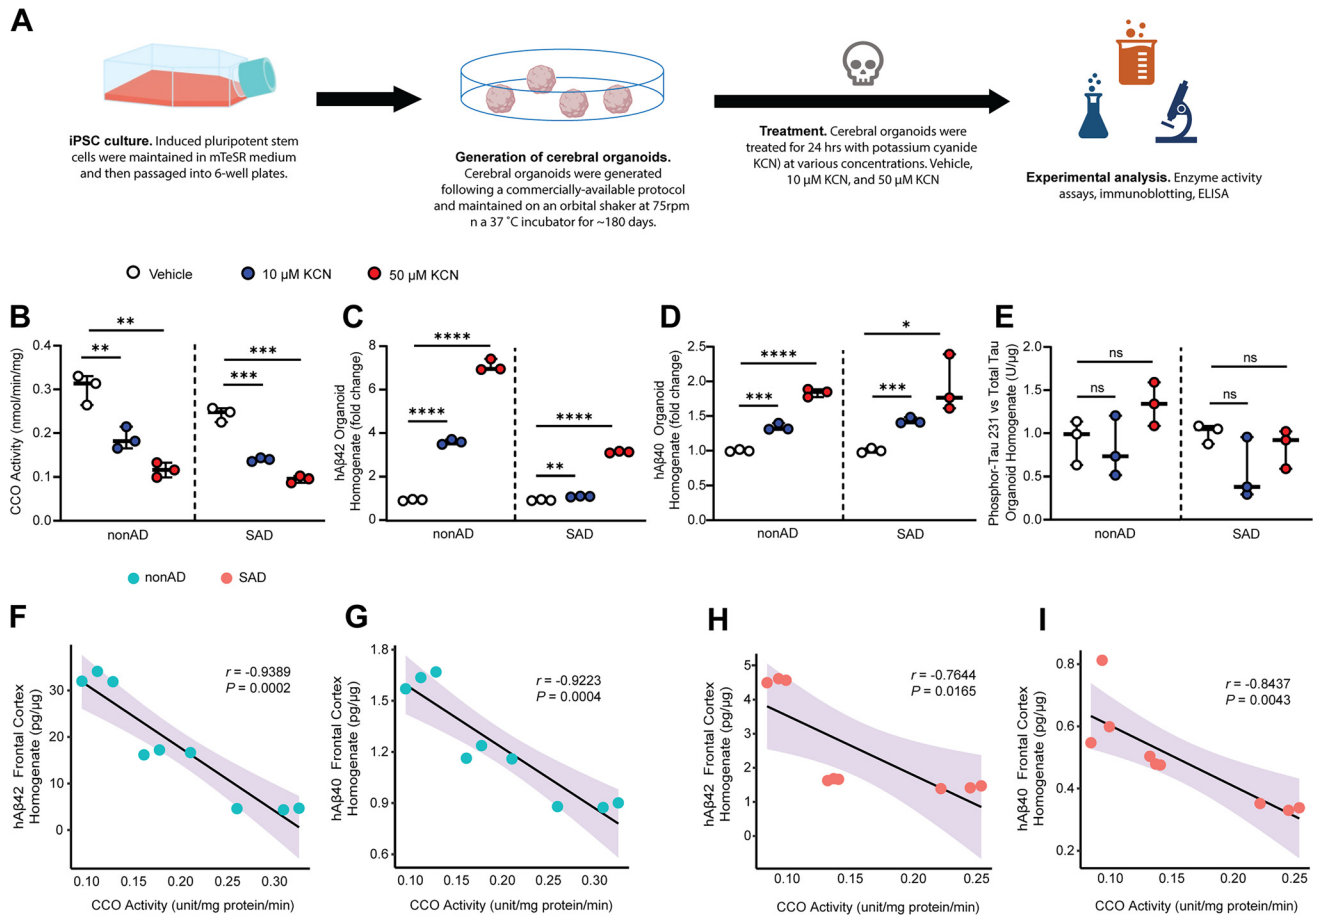 A
iPSC culture. Induced pluripotent stem
cells were maintained in mTeSR medium
and then passaged into 6-well plates.
Generation of cerebral organoids.
Cerebral organoids were generated
following a commercially-available protocol
and maintained on an orbital shaker at 75rpm
n a 37 ˚C incubator for ~180 days.
Treatment. Cerebral organoids were
treated for 24 hrs with potassium cyanide
KCN) at various concentrations. Vehicle,
10 µM KCN, and 50 µM KCN
Experimental analysis. Enzyme activity
assays, immunoblotting, ELISA
Vehicle
10 µM KCN
50 µM KCN
B
CCO Activity (nmol/min/mg)
0.4
0.3
0.2
0.1
0.0
**
**
***
***
nonAD
SAD
C
hAβ42 Organoid
Homogenate (fold change)
8
6
4
2
0
****
****
****
**
nonAD
SAD
D
hAβ40 Organoid
Homogenate (fold change)
2.5
2.0
1.5
1.0
0.5
0.0
****
***
*
***
nonAD
SAD
E
Phosphor-Tau 231 vs Total Tau
Organoid Homogenate (U/µg)
2.0
1.5
1.0
0.5
0.0
ns
ns
ns
ns
nonAD
SAD
nonAD
SAD
F
hAβ42 Frontal Cortex
Homogenate (pg/µg)
30
20
10
0
r = -0.9389
P = 0.0002
0.10
0.15
0.20
0.25
0.30
CCO Activity (unit/mg protein/min)
G
hAβ40 Frontal Cortex
Homogenate (pg/µg)
1.8
1.5
1.2
0.9
0.6
r = -0.9223
P = 0.0004
0.10
0.15
0.20
0.25
0.30
CCO Activity (unit/mg protein/min)
H
hAβ42 Frontal Cortex
Homogenate (pg/µg)
5
4
3
2
1
0
r = -0.7644
P = 0.0165
0.10
0.15
0.20
0.25
CCO Activity (unit/mg protein/min)
I
hAβ40 Frontal Cortex
Homogenate (pg/µg)
0.8
0.6
0.4
0.2
r = -0.8437
P = 0.0043
0.10
0.15
0.20
0.25
CCO Activity (unit/mg protein/min)